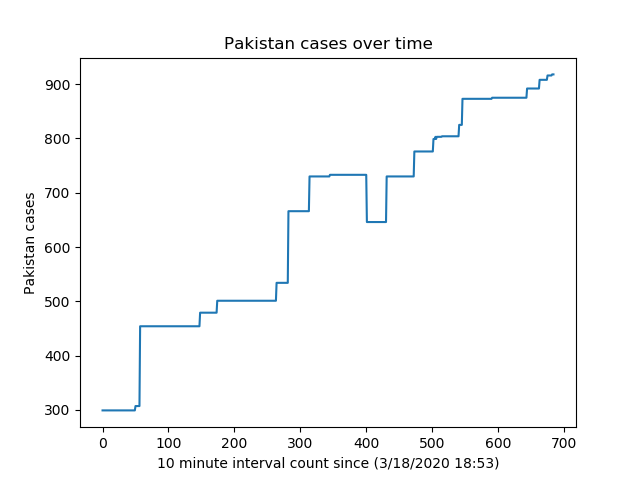 Pakistan cases over time
Pakistan cases
900
800
700
600
500
400
300
0 100 200 300 400 500 600 700
10 minute interval count since (3/18/2020 18:53)